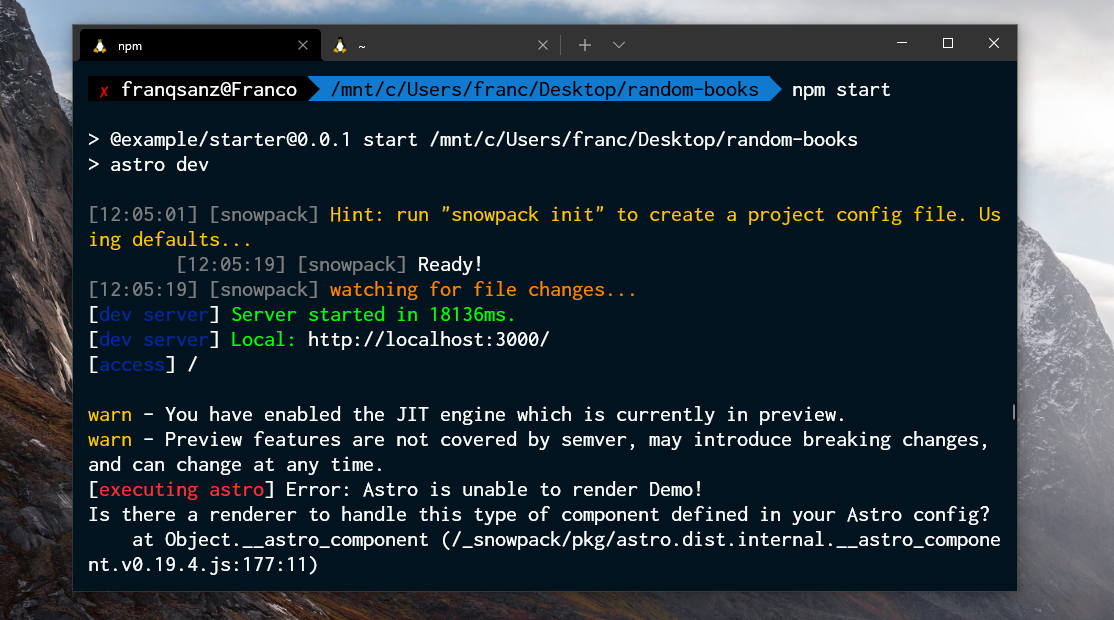 npm
~
✗ franqsanz@Franco /mnt/c/Users/franc/Desktop/random-books npm start
> @example/starter@0.0.1 start /mnt/c/Users/franc/Desktop/random-books
> astro dev
[12:05:01] [snowpack] Hint: run "snowpack init" to create a project config file. Us
ing defaults...
[12:05:19] [snowpack] Ready!
[12:05:19] [snowpack] watching for file changes...
[dev server] Server started in 18136ms.
[dev server] Local: http://localhost:3000/
[access] /
warn - You have enabled the JIT engine which is currently in preview.
warn - Preview features are not covered by semver, may introduce breaking changes,
and can change at any time.
[executing astro] Error: Astro is unable to render Demo!
Is there a renderer to handle this type of component defined in your Astro config?
at Object.__astro_component (/_snowpack/pkg/astro.dist.internal.__astro_compone
nt.v0.19.4.js:177:11)